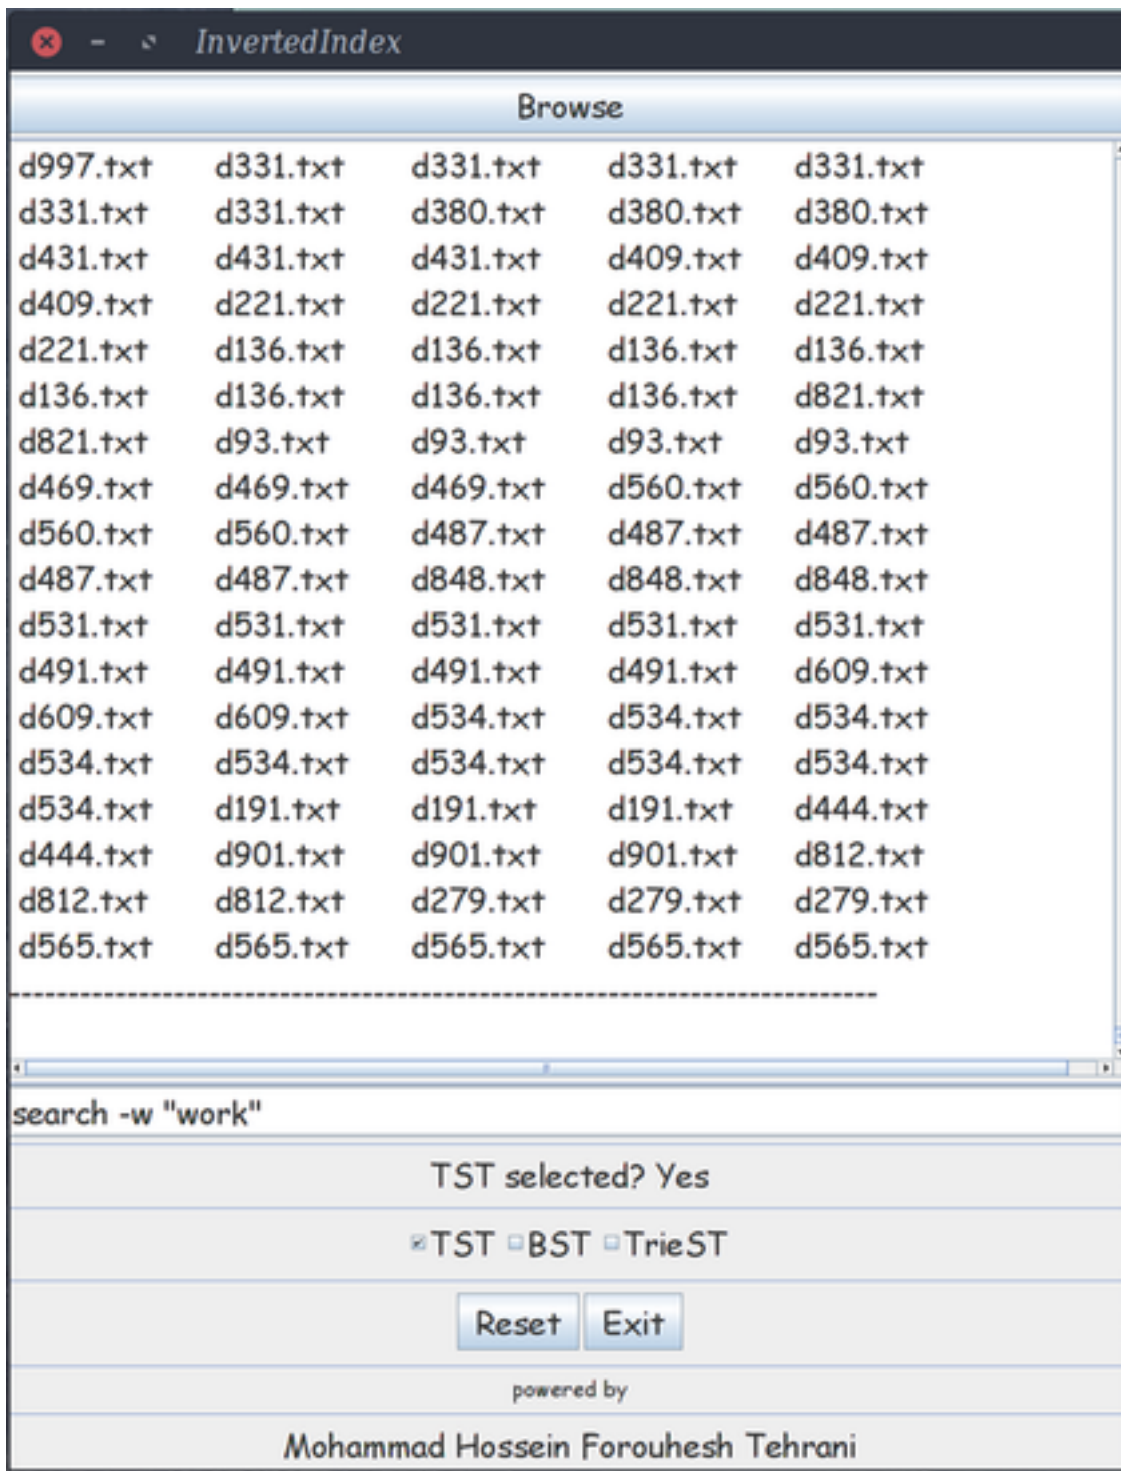 InvertedIndex
Browse
d997.txt d331.txt d331.txt d331.txt d331.txt
d331.txt d331.txt d380.txt d380.txt d380.txt
d431.txt d431.txt d431.txt d409.txt d409.txt
d409.txt d221.txt d221.txt d221.txt d221.txt
d221.txt d136.txt d136.txt d136.txt d136.txt
d136.txt d136.txt d136.txt d136.txt d821.txt
d821.txt d93.txt d93.txt d93.txt d93.txt
d469.txt d469.txt d469.txt d560.txt d560.txt
d560.txt d560.txt d487.txt d487.txt d487.txt
d487.txt d487.txt d848.txt d848.txt d848.txt
d531.txt d531.txt d531.txt d531.txt d531.txt
d491.txt d491.txt d491.txt d491.txt d609.txt
d609.txt d609.txt d534.txt d534.txt d534.txt
d534.txt d534.txt d534.txt d534.txt d534.txt
d534.txt d191.txt d191.txt d191.txt d444.txt
d444.txt d901.txt d901.txt d901.txt d812.txt
d812.txt d812.txt d279.txt d279.txt d279.txt
d565.txt d565.txt d565.txt d565.txt d565.txt
search -w "work"
TST selected? Yes
TST BST TrieST
Reset Exit
powered by
Mohammad Hossein Forouhesh Tehrani